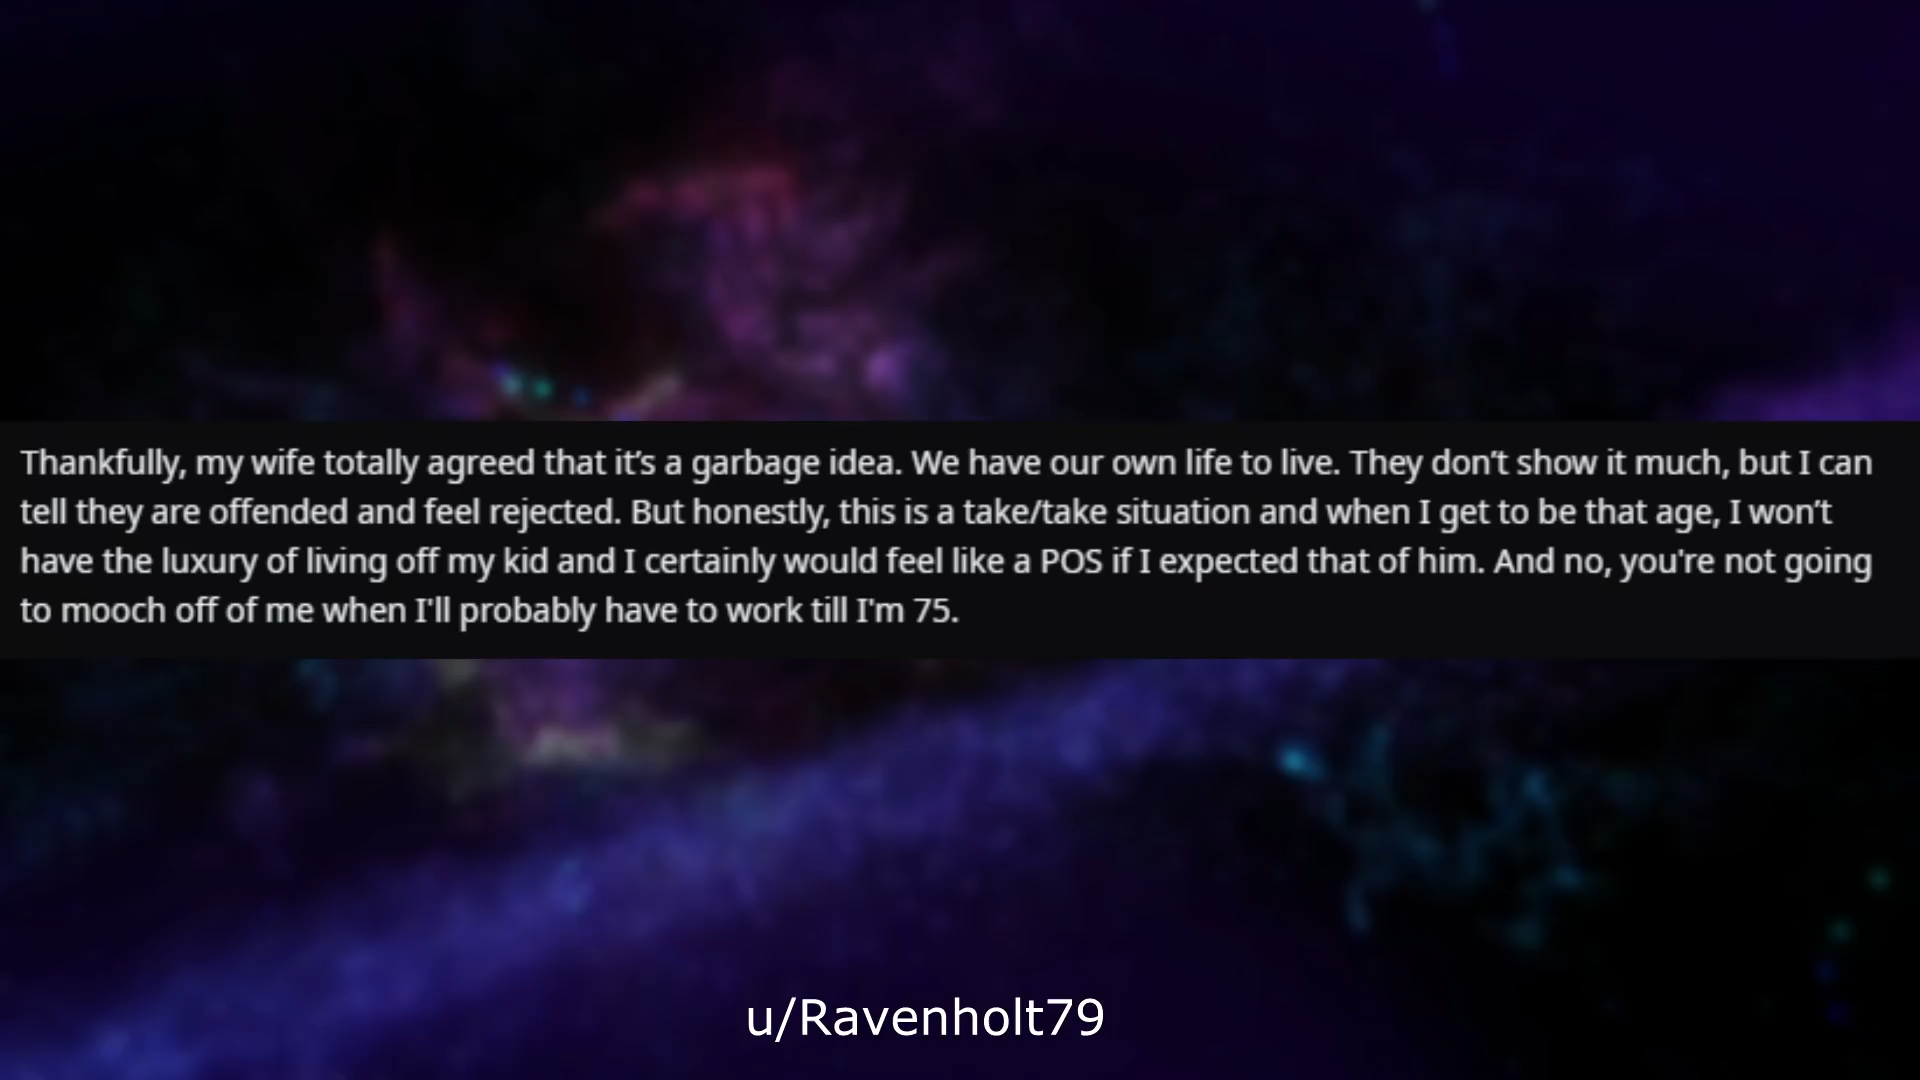 Thankfully, my wife totally agreed that it’s a garbage idea. We have our own life to live. They don’t show it much, but I can
tell they are offended and feel rejected. But honestly, this is a take/take situation and when I get to be that age, I won’t
have the luxury of living off my kid and I certainly would feel like a POS if I expected that of him. And no, you're not going
to mooch off of me when I'll probably have to work till I'm 75.
u/Ravenholt79